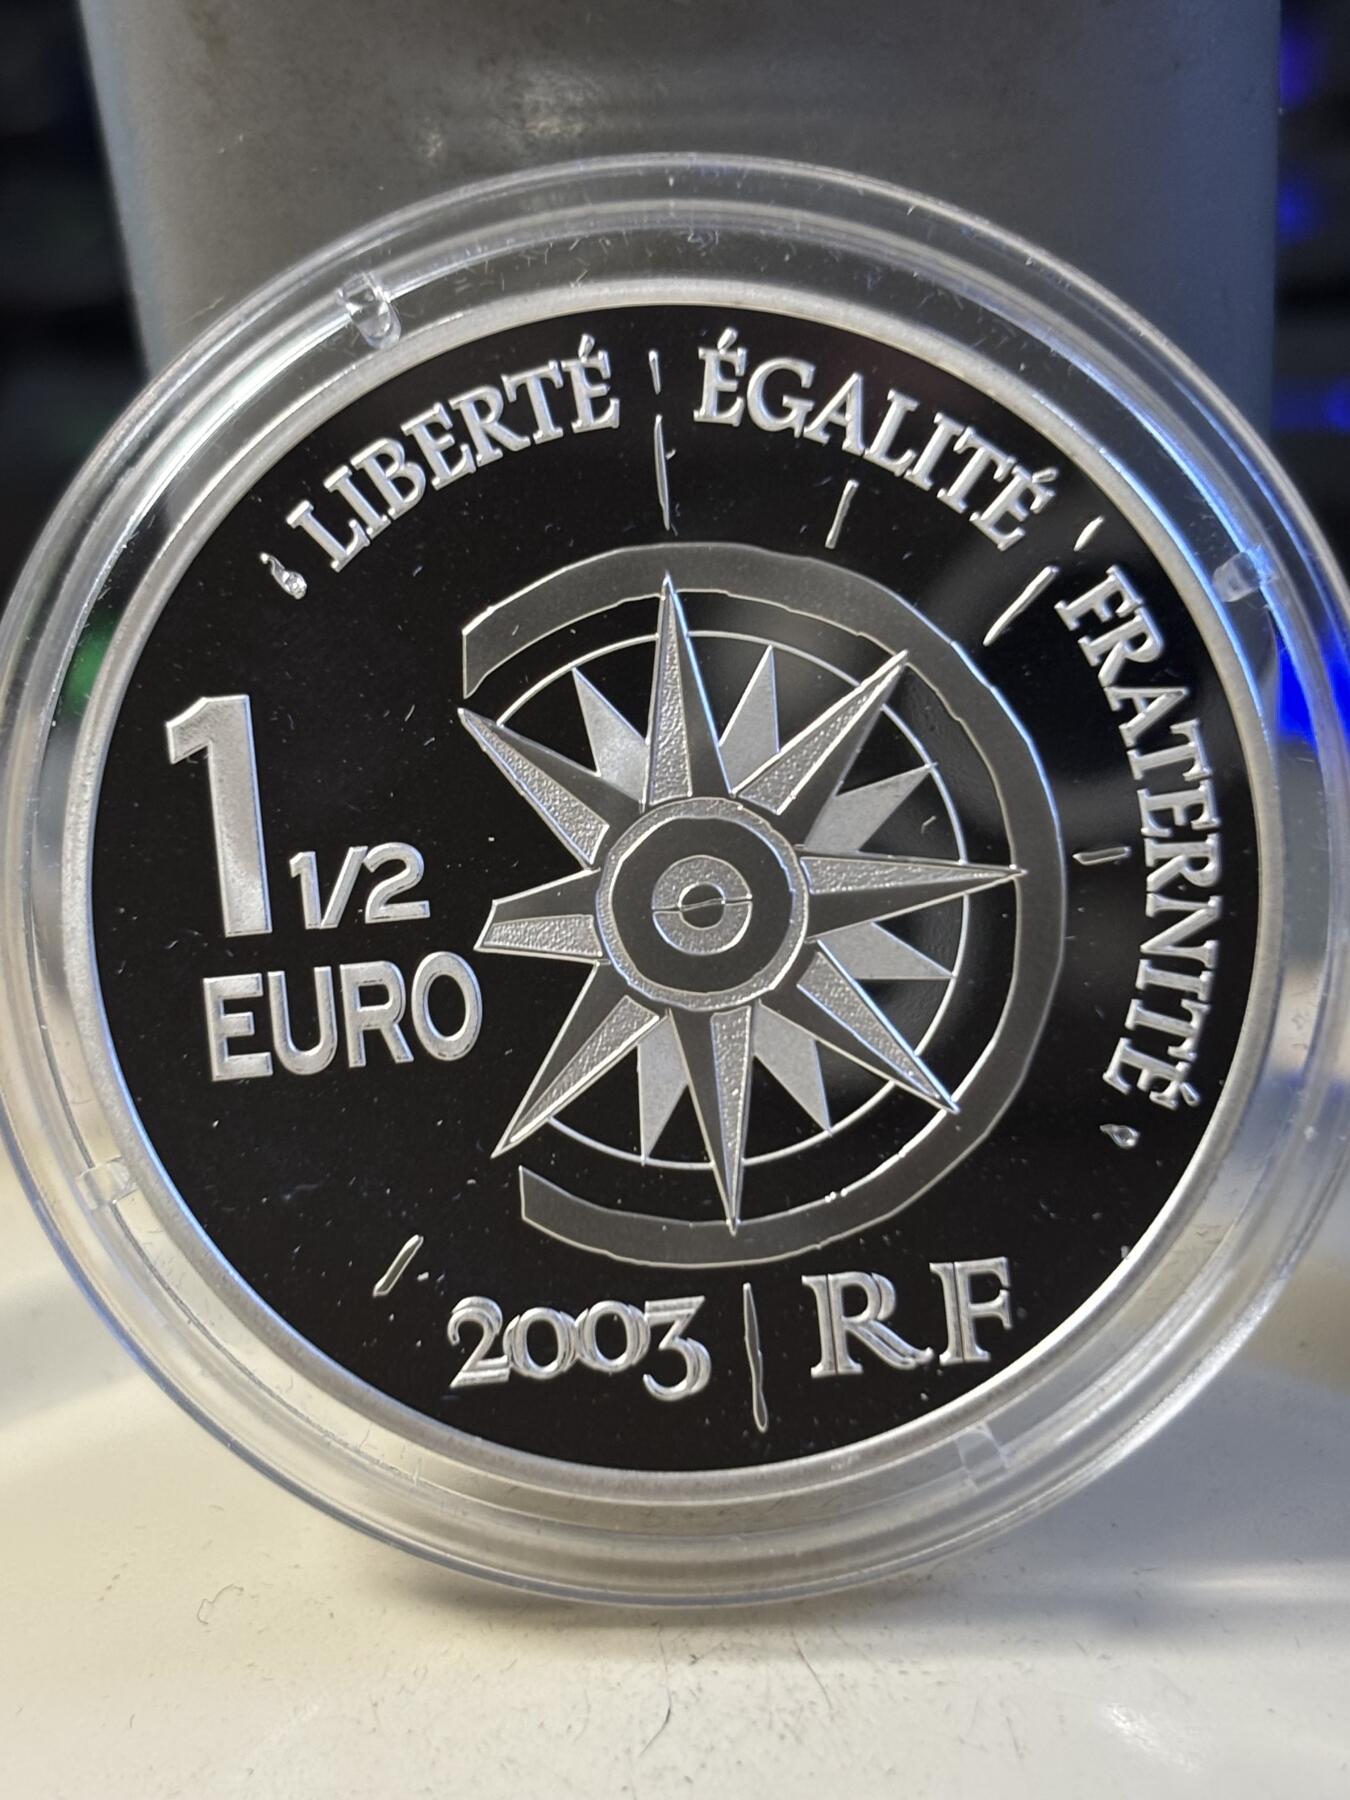 LIBERTÉ ÉGALITÉ FRATERNITÉ
1 1/2
EURO
2003 RF